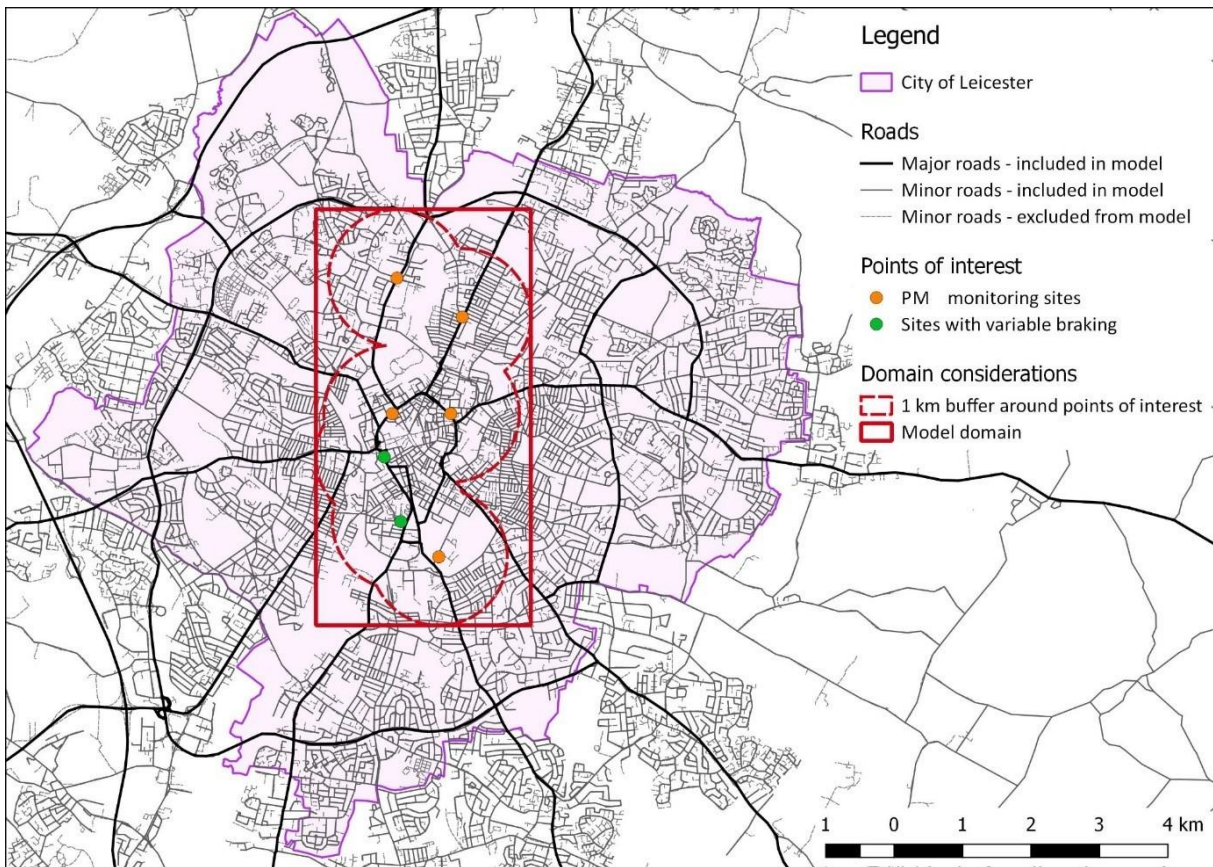 Legend
City of Leicester
Roads
Major roads - included in model
Minor roads - included in model
Minor roads - excluded from model
Points of interest
PM monitoring sites
Sites with variable braking
Domain considerations
1 km buffer around points of interest
Model domain
1 0 1 2 3 4 km